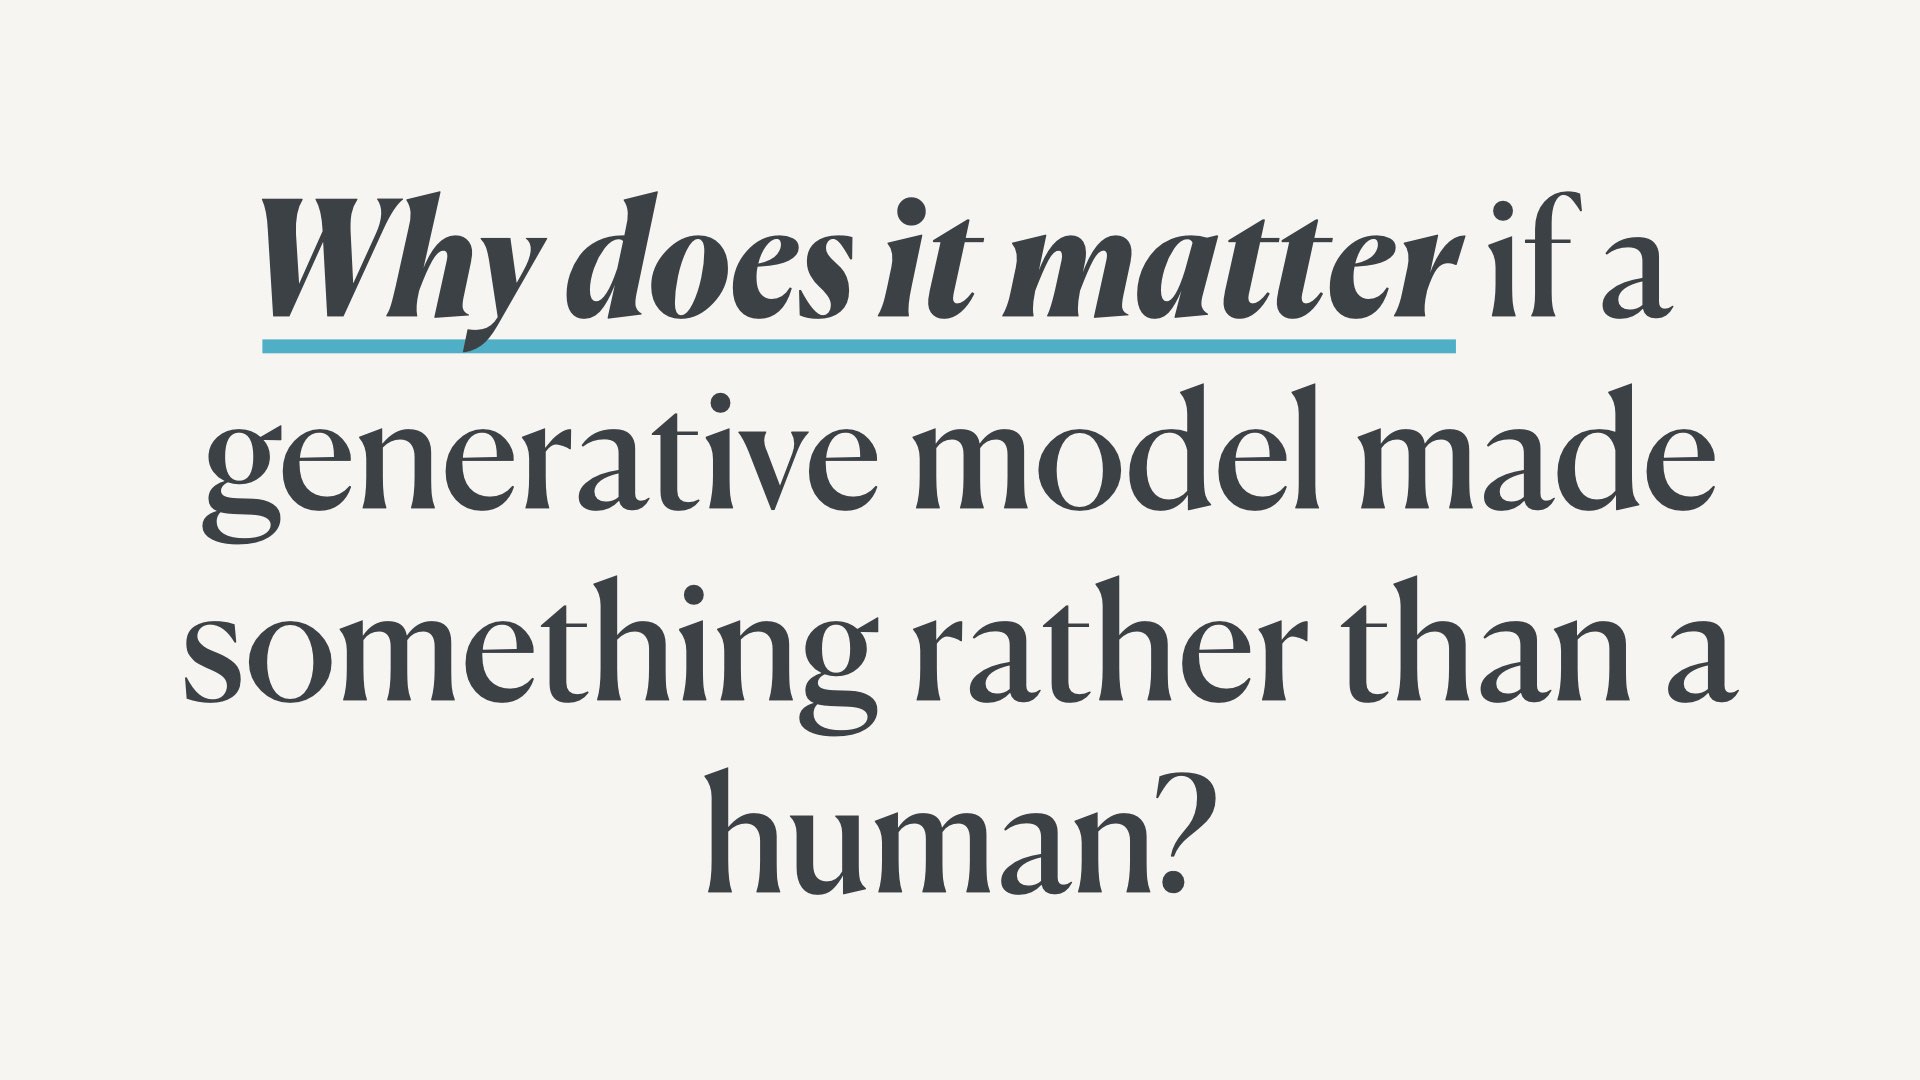 Why does it matter if a
generative model made
something rather than a
human?